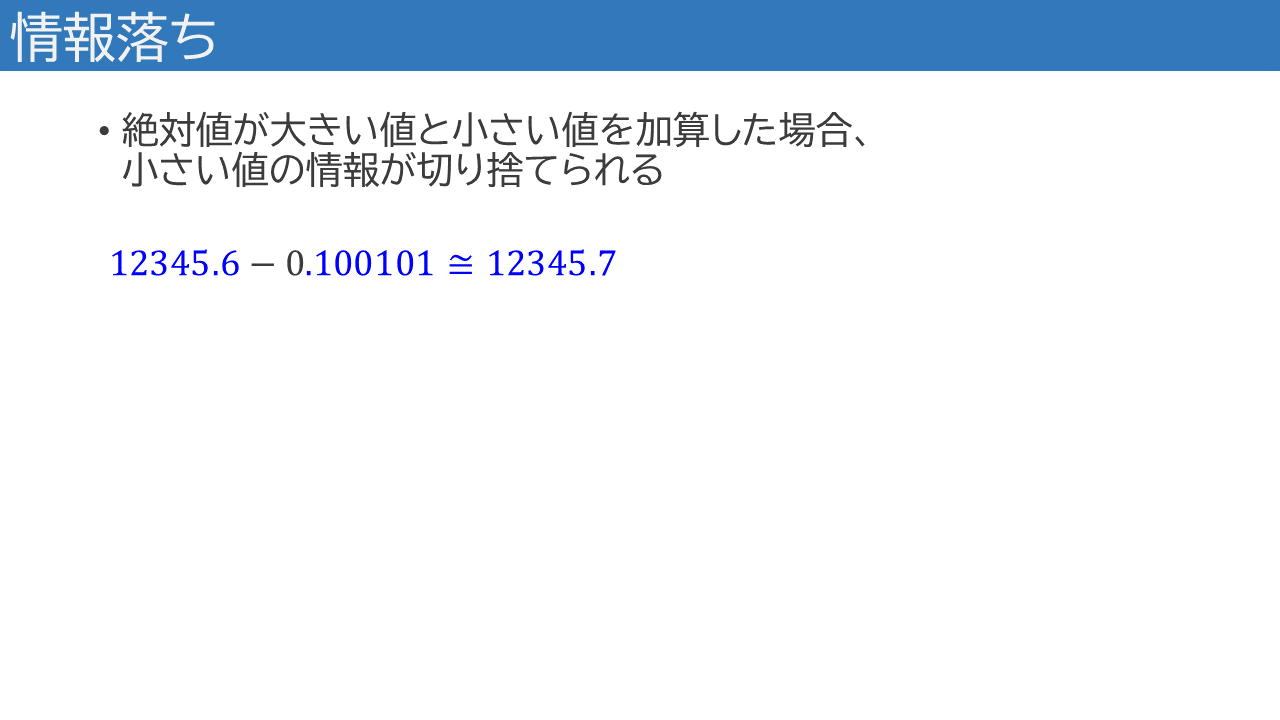 情報落ち
• 絶対値が大きい値と小さい値を加算した場合、
小さい値の情報が切り捨てられる
12345.6 − 0.100101 ≅ 12345.7